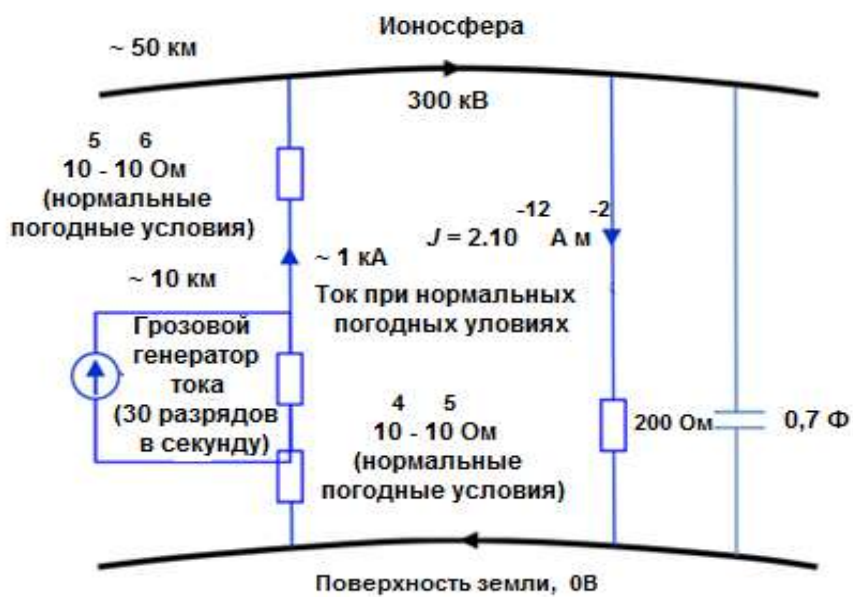 Ионосфера
~ 50 км
300 кВ
5 6
10 - 10 Ом
(нормальные
погодные условия)
-12 -2
J = 2.10 А м
~ 1 кА
~ 10 км
Ток при нормальных
погодных уловиях
Грозовой
генератор
тока
(30 разрядов
в секунду)
4 5
10 - 10 Ом
(нормальные
погодные условия)
200 Ом
0,7 Ф
Поверхность земли, 0В